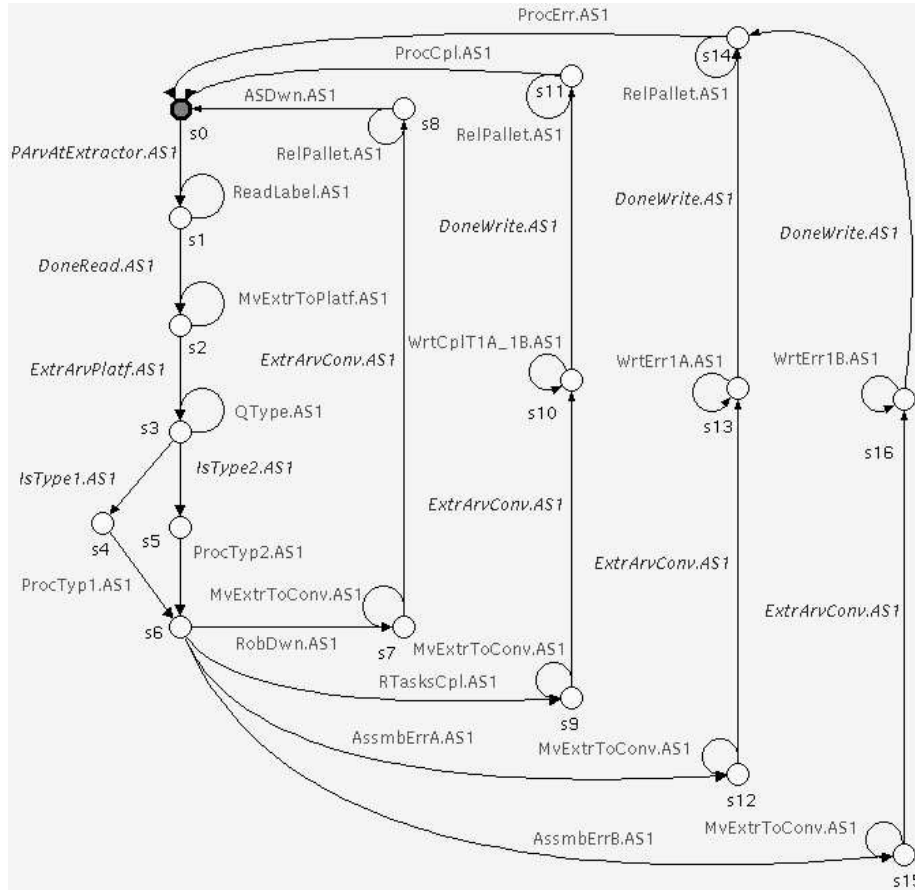 ProcErr.AS1
s14
ProcCpl.AS1
s11
ASDwn.AS1
s8
RelPallet.AS1
s0
RelPallet.AS1
RelPallet.AS1
PArvAtExtractor.AS1
ReadLabel.AS1
DoneWrite.AS1
DoneWrite.AS1
DoneWrite.AS1
s1
DoneRead.AS1
MvExtrToPlatf.AS1
s2
ExtrArvPlatf.AS1
ExtrArvConv.AS1
WrtCplT1A_1B.AS1
WrtErr1A.AS1
WrtErr1B.AS1
QType.AS1
s3
s10
s13
s16
IsType1.AS1
IsType2.AS1
ExtrArvConv.AS1
s4
s5
ProcTyp2.AS1
ProcTyp1.AS1
MvExtrToConv.AS1
ExtrArvConv.AS1
ExtrArvConv.AS1
s6
RobDwn.AS1
s7
MvExtrToConv.AS1
RTasksCpl.AS1
s9
AssmbErrA.AS1
MvExtrToConv.AS1
s12
AssmbErrB.AS1
MvExtrToConv.AS1
s15